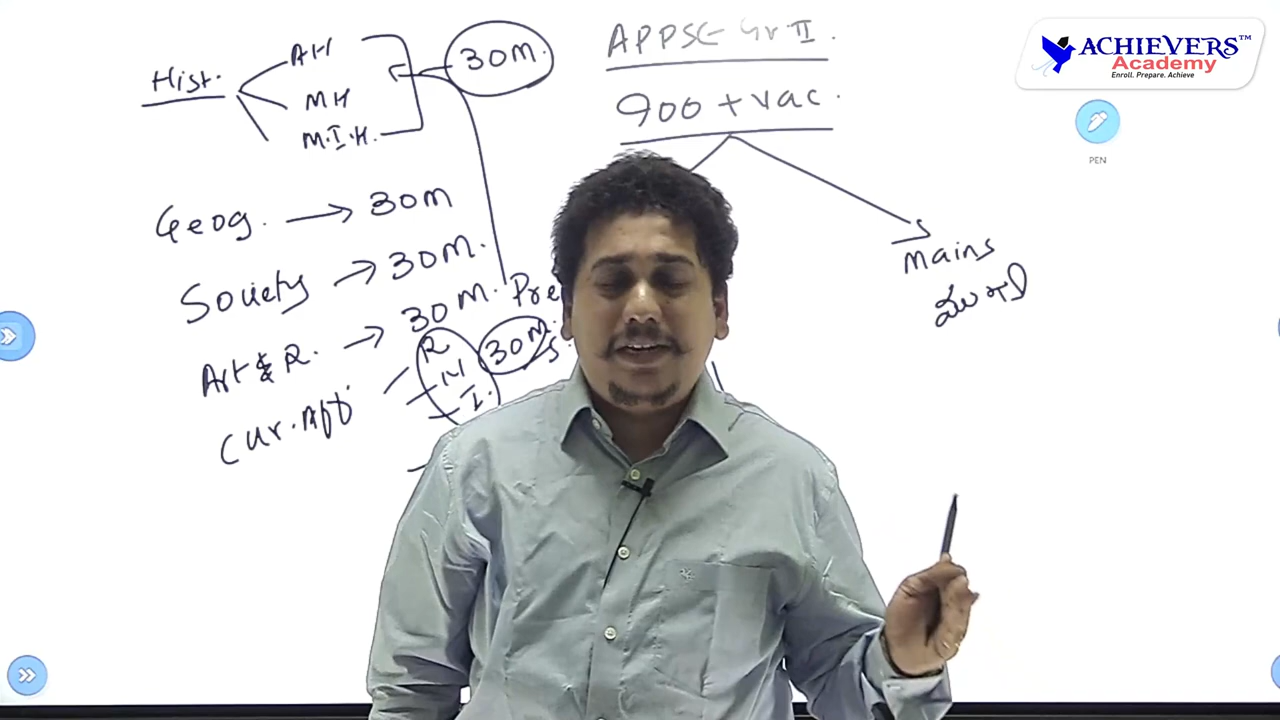 Hist.
AH
MH
M.I.H.
30M.
Geog. → 30M
Society → 30M.
Art & R. → 30M.
Cur. Aff
R
N
I.
30M.
APPSC Gr. II.
900 + vac.
Pre
Mains
ACHIEVERS™
Academy
Enroll. Prepare. Achieve
PEN